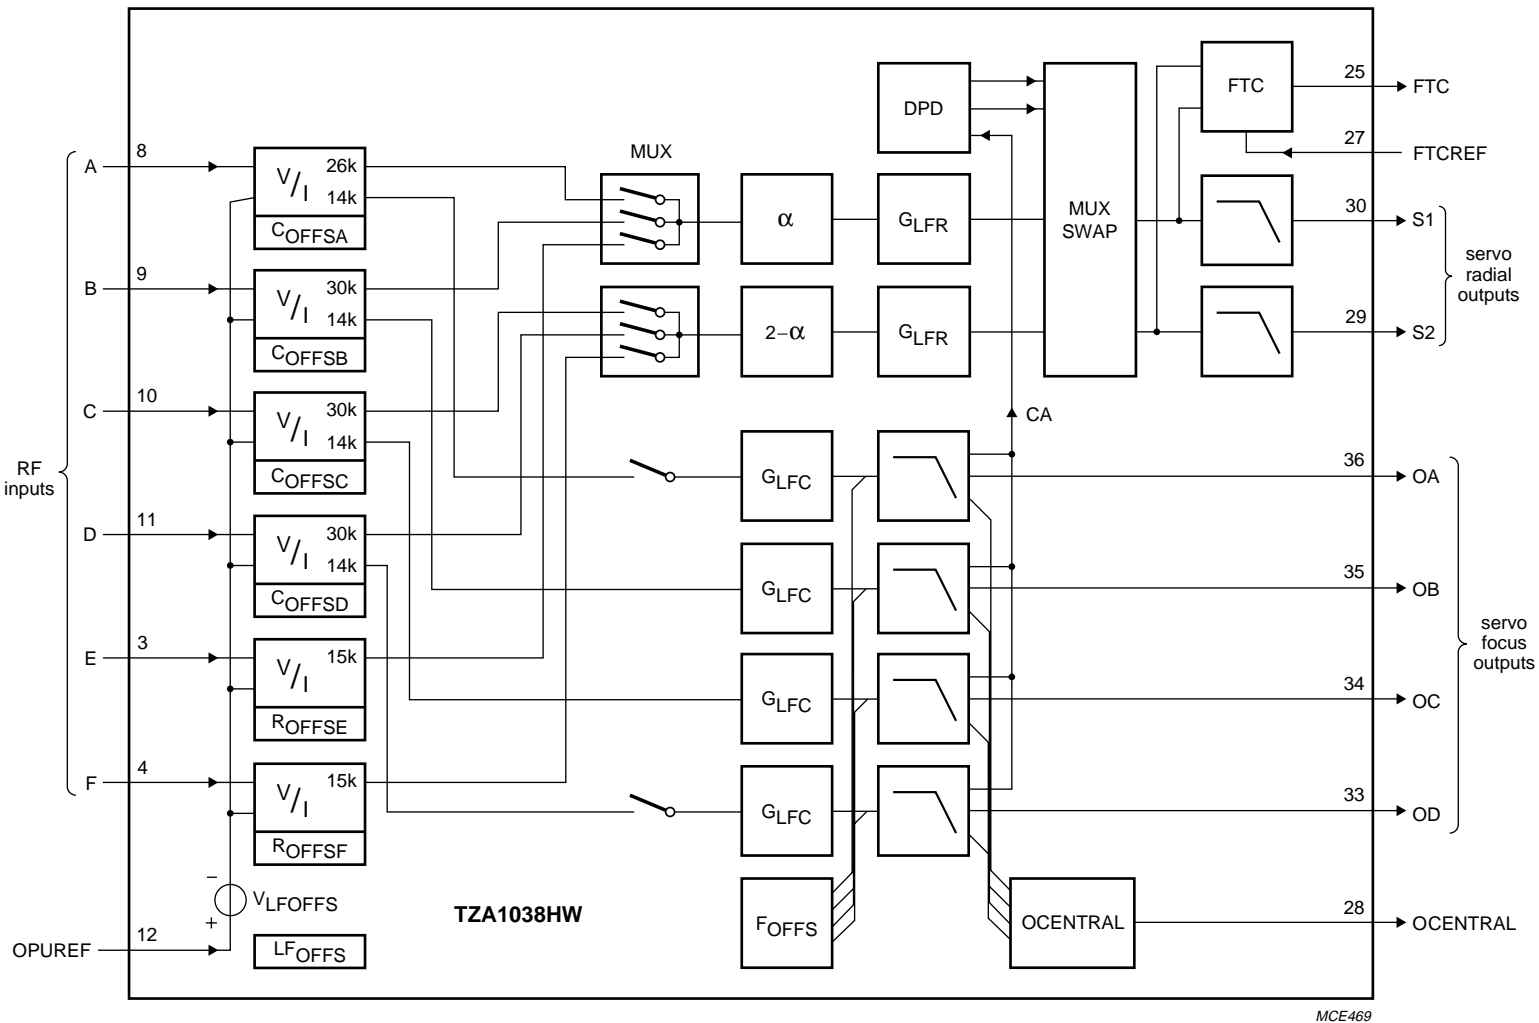 RF
inputs
A
8
V/I
26k
14k
COFFSA
B
9
V/I
30k
14k
COFFSB
C
10
V/I
30k
14k
COFFSC
D
11
V/I
30k
14k
COFFSD
E
3
V/I
15k
ROFFSE
F
4
V/I
15k
ROFFSF
−
VLFOFFS
+
OPUREF
12
LFOFFS
TZA1038HW
MUX
α
GLFR
2−α
GLFR
DPD
MUX
SWAP
FTC
25
FTC
27
FTCREF
30
S1
29
S2
servo
radial
outputs
CA
GLFC
36
OA
GLFC
35
OB
GLFC
34
OC
GLFC
33
OD
servo
focus
outputs
FOFFS
OCENTRAL
28
OCENTRAL
MCE469